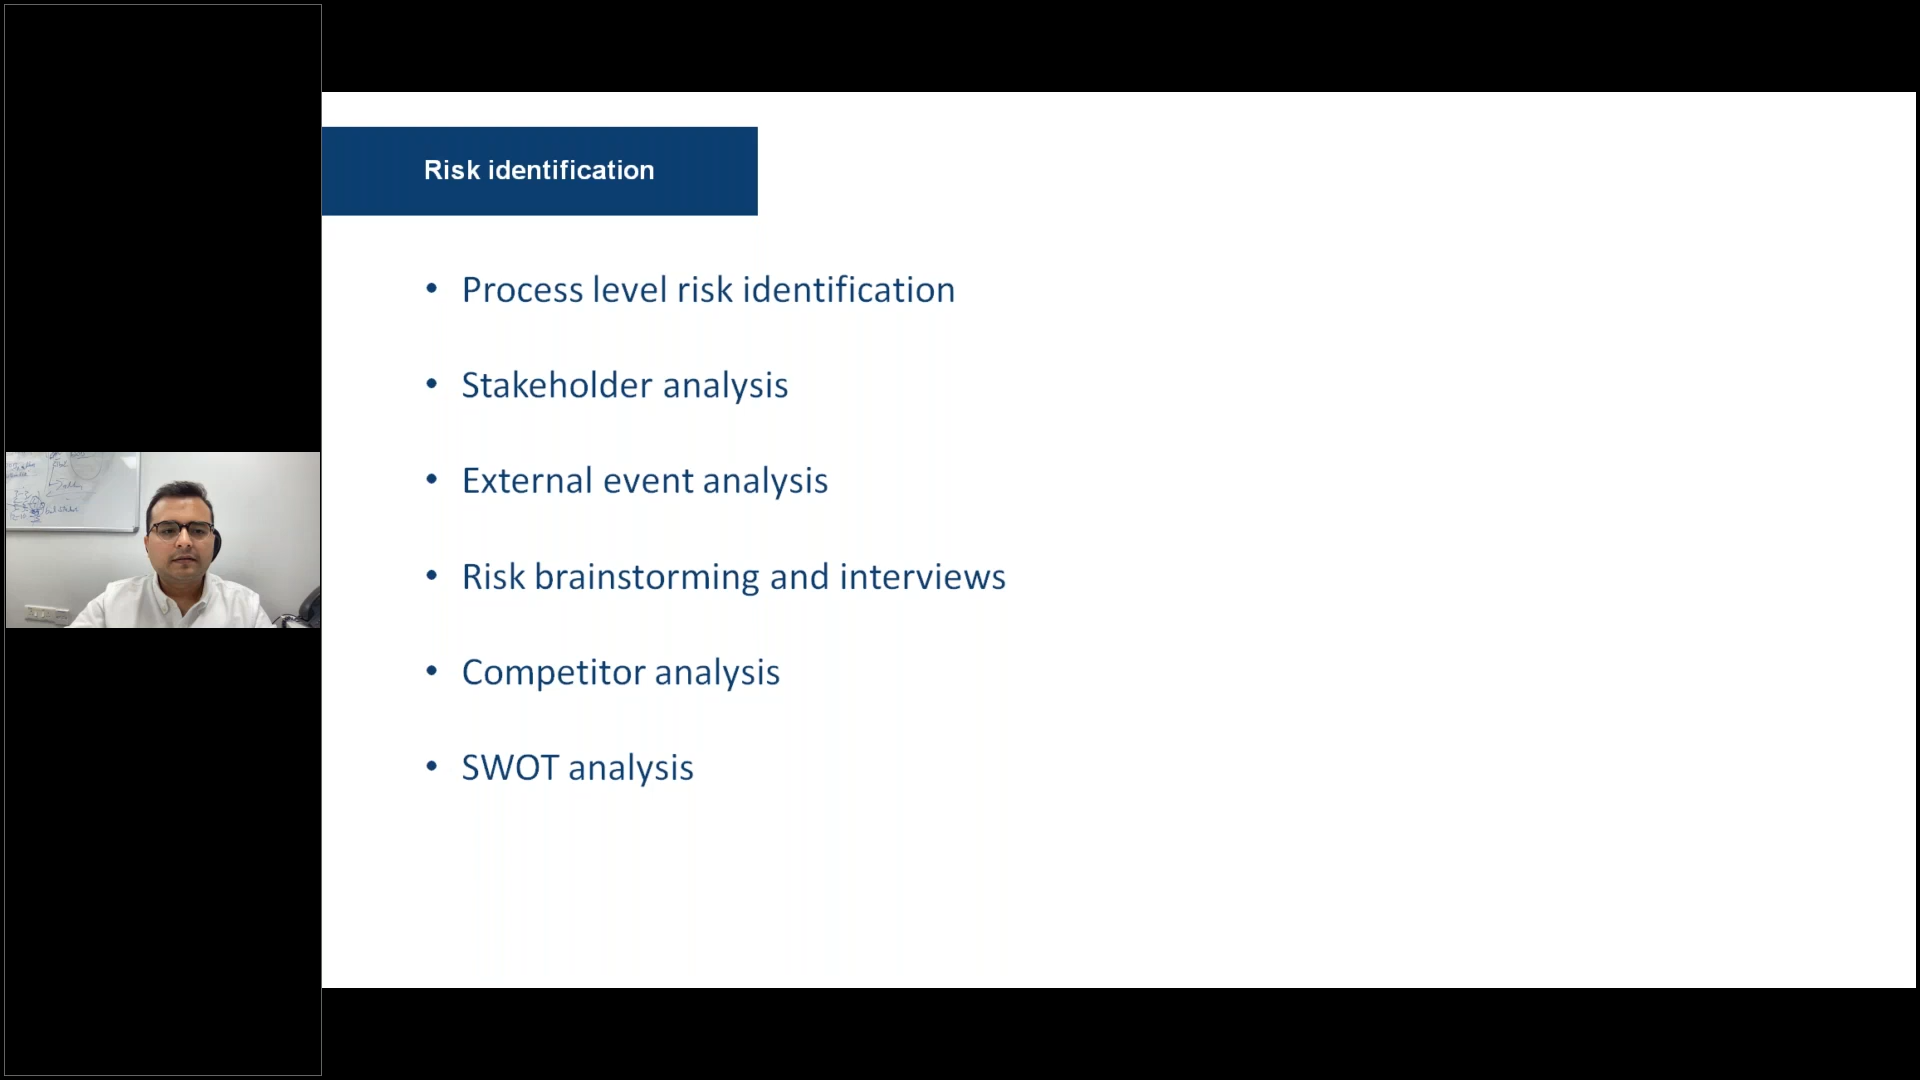 Risk identification
• Process level risk identification
• Stakeholder analysis
• External event analysis
• Risk brainstorming and interviews
• Competitor analysis
• SWOT analysis